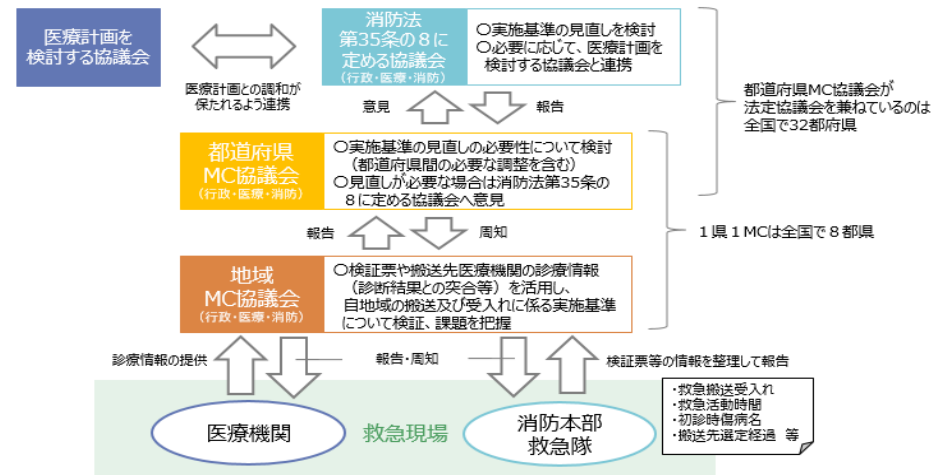 医療計画を
検討する協議会
医療計画との調和が
保たれるよう連携
消防法
第35条の8に
定める協議会
(行政・医療・消防)
〇実施基準の見直しを検討
〇必要に応じて、医療計画を
検討する協議会と連携
意見
報告
都道府県MC協議会が
法定協議会を兼ねているのは
全国で32都府県
都道府県
MC協議会
(行政・医療・消防)
〇実施基準の見直しの必要性について検討
(都道府県間の必要な調整を含む)
〇見直しが必要な場合は消防法第35条の
8に定める協議会へ意見
報告
周知
1県1MCは全国で8都県
地域
MC協議会
(行政・医療・消防)
〇検証票や搬送先医療機関の診療情報
(診断結果との突合等)を活用し、
自地域の搬送及び受入れに係る実施基準
について検証、課題を把握
診療情報の提供
報告・周知
検証票等の情報を整理して報告
医療機関
救急現場
消防本部
救急隊
・救急搬送受入れ
・救急活動時間
・初診時傷病名
・搬送先選定経過 等